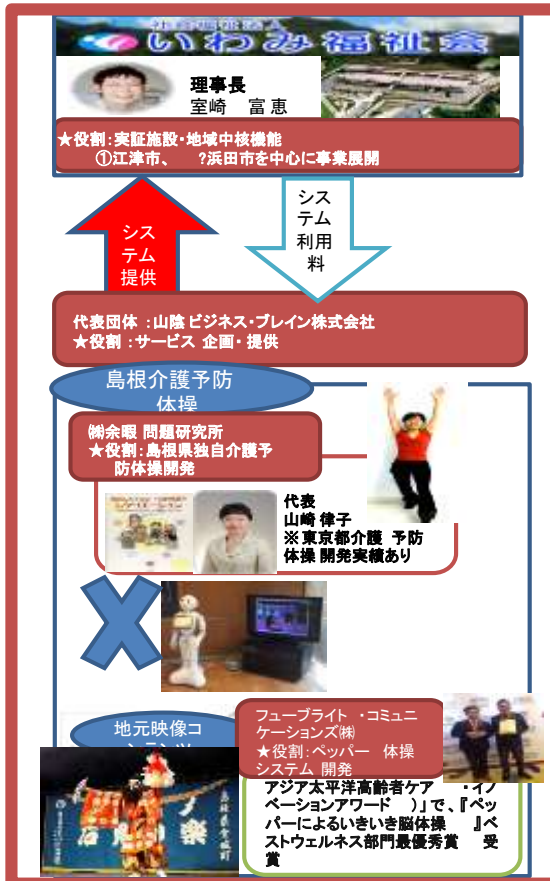 社会福祉法人
いわみ福祉会
理事長
室崎　富恵
★役割:実証施設・地域中核機能
①江津市、　?浜田市を中心に事業展開
シス
テム
提供
シス
テム
利用
料
代表団体 :山陰 ビジネス・ブレイン株式会社
★役割 :サービス 企画・ 提供
島根介護予防
体操
㈱余暇 問題研究所
★役割:島根県独自介護予
防体操開発
代表
山崎 律子
※ 東京都介護 予防
体操 開発実績あり
地元映像コ
ンテンツ
フューブライト ・コミュニ
ケーションズ㈱
★役割:ペッパー 体操
システム 開発
アジア太平洋高齢者ケア ・イノ
ベーションアワード )」で、『ペッ
パーによるいきいき脳体操 』ベ
ストウェルネス部門最優秀賞 受
賞